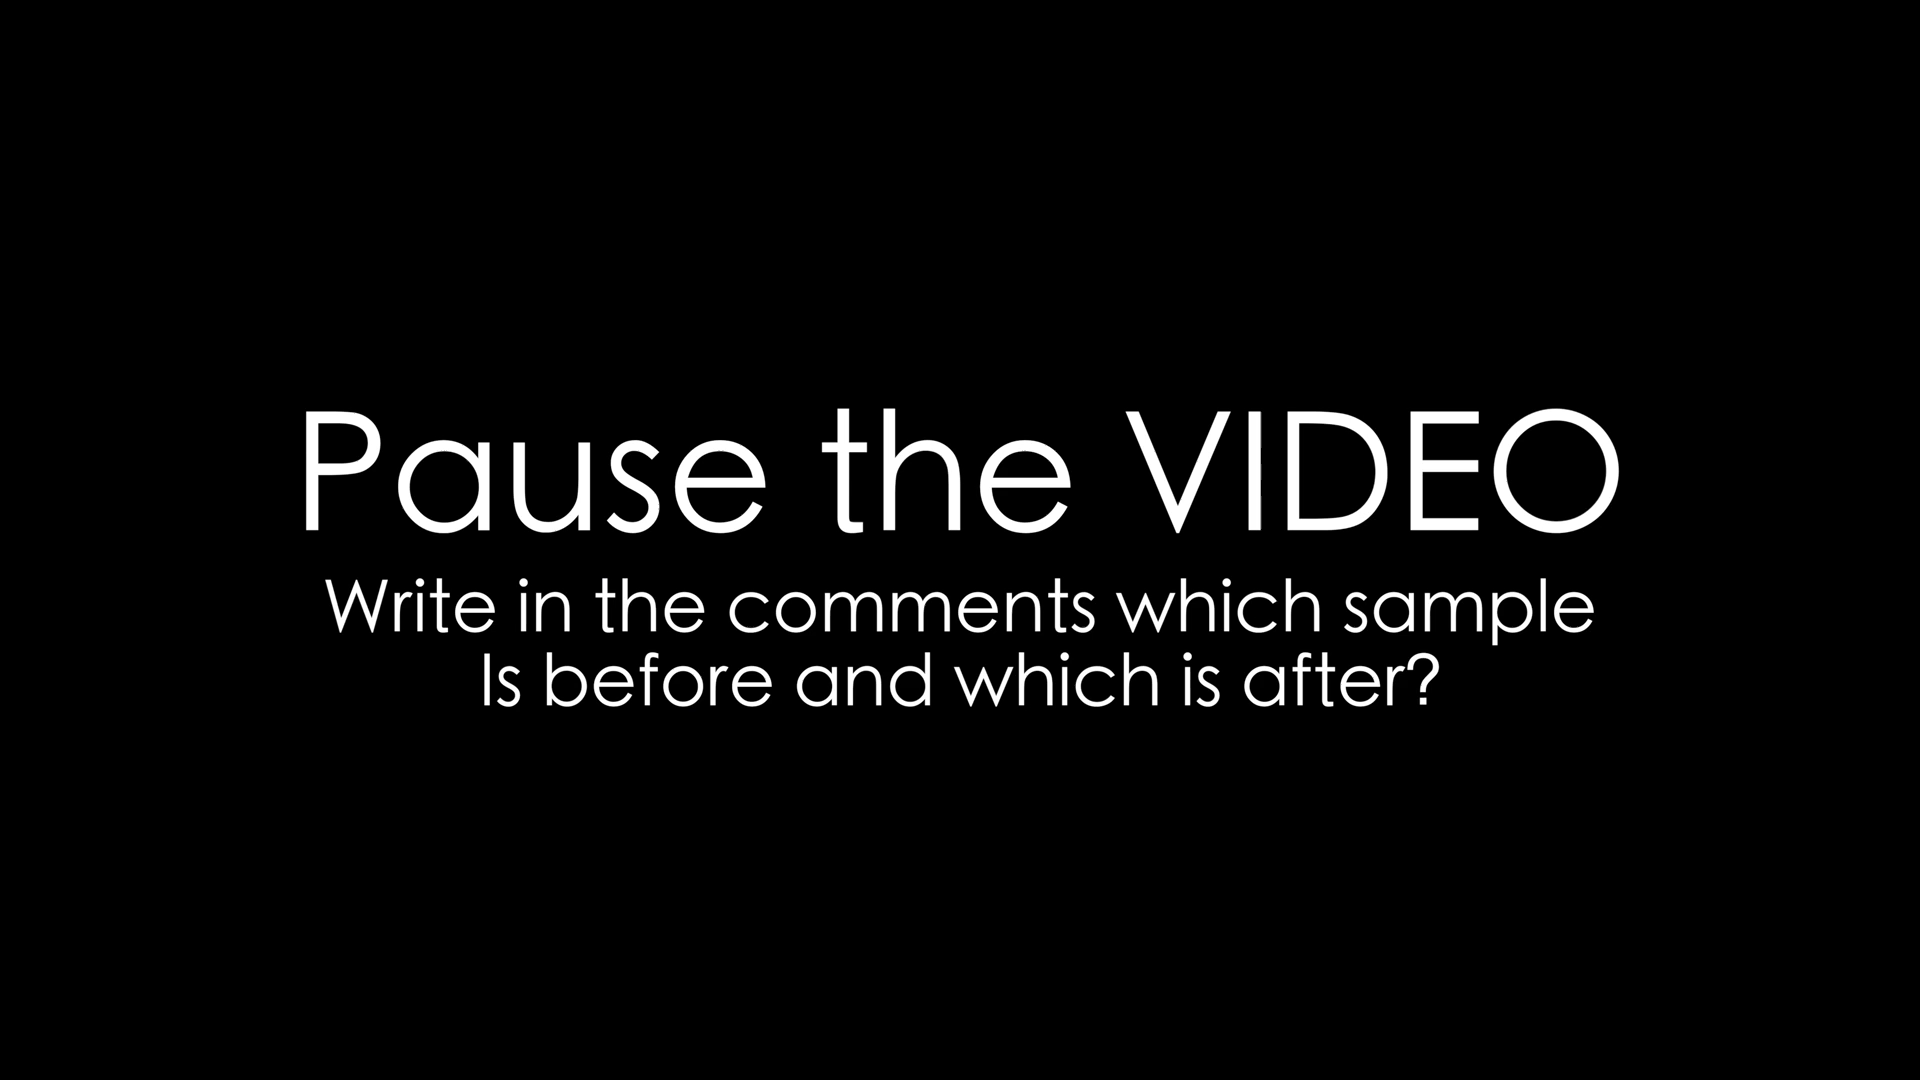 Pause the VIDEO
Write in the comments which sample
Is before and which is after?